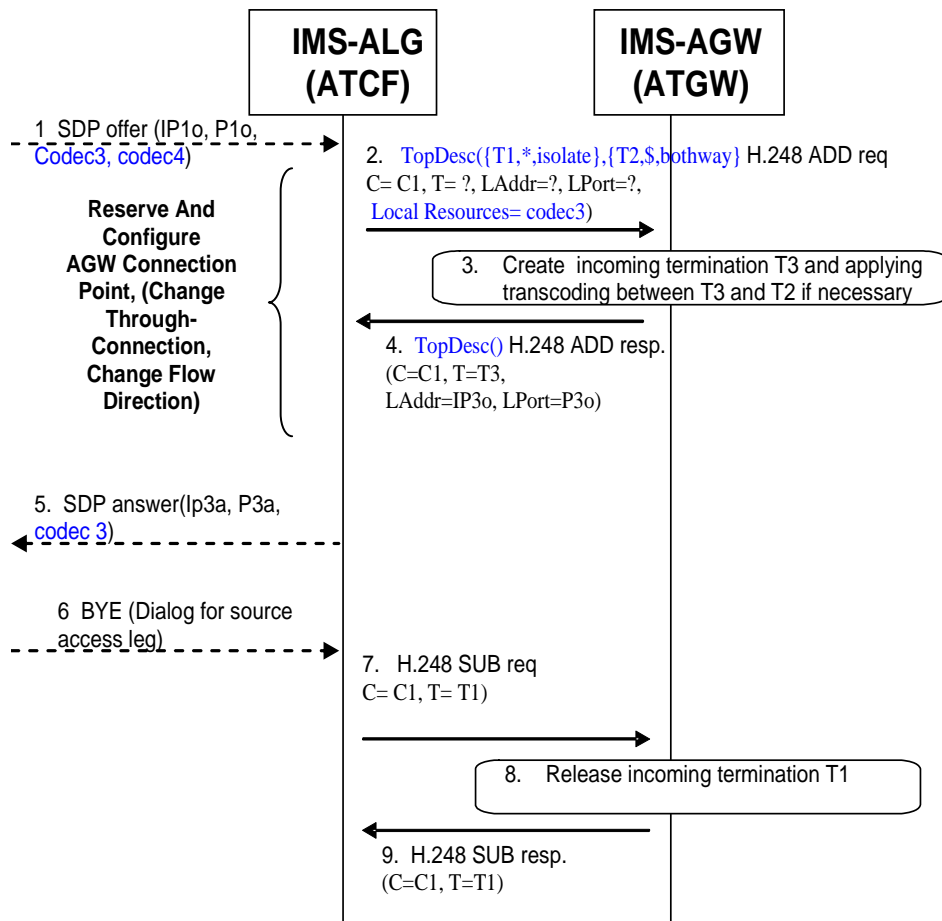 IMS-ALG
(ATCF)
IMS-AGW
(ATGW)
1 SDP offer (IP1o, P1o,
Codec3, codec4)
2. TopDesc({T1,*,isolate},{T2,$,bothway} H.248 ADD req
C= C1, T= ?, LAddr=?, LPort=?,
Local Resources= codec3)
Reserve And
Configure
AGW Connection
Point, (Change
Through-
Connection,
Change Flow
Direction)
3. Create incoming termination T3 and applying
transcoding between T3 and T2 if necessary
4. TopDesc() H.248 ADD resp.
(C=C1, T=T3,
LAddr=IP3o, LPort=P3o)
5. SDP answer(Ip3a, P3a,
codec 3)
6 BYE (Dialog for source
access leg)
7. H.248 SUB req
C= C1, T= T1)
8. Release incoming termination T1
9. H.248 SUB resp.
(C=C1, T=T1)